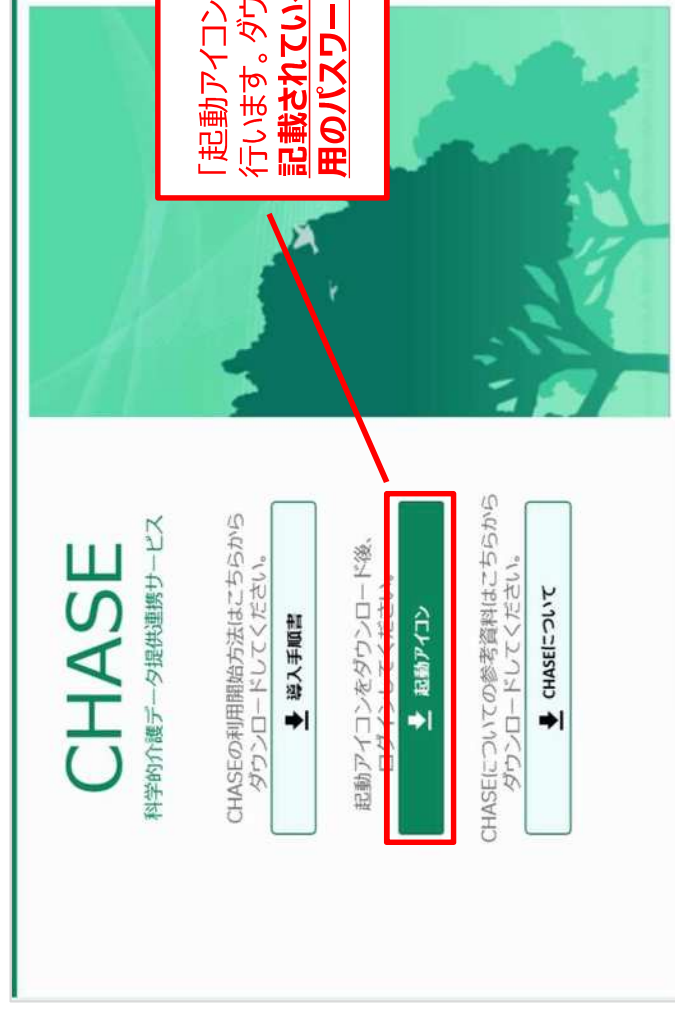 CHASE
科学的介護データ提供連携サービス
CHASEの利用開始方法はこちらから
ダウンロードしてください。
導入手順書
起動アイコンをダウンロード後、
ログインしてください。
起動アイコン
CHASEについての参考資料はこちらから
ダウンロードしてください。
CHASEについて
「起動アイコン
行います。ダウ
記載されてい
用のパスワー